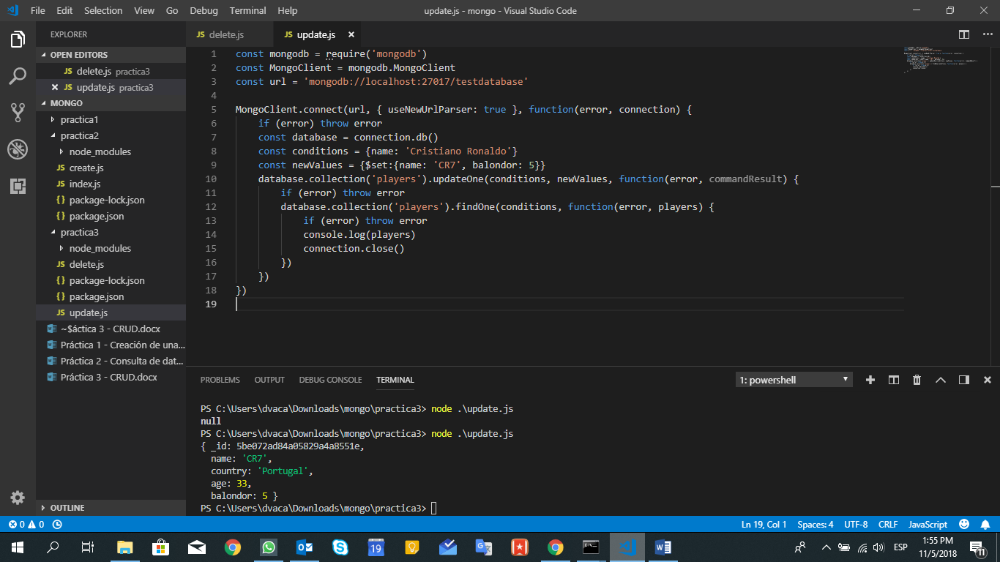 File Edit Selection View Go Debug Terminal Help
update.js - mongo - Visual Studio Code
EXPLORER
OPEN EDITORS
JS delete.js practica3
JS update.js practica3
MONGO
practica1
practica2
node_modules
JS create.js
JS index.js
{} package-lock.json
{} package.json
practica3
node_modules
JS delete.js
{} package-lock.json
{} package.json
JS update.js
~$áctica 3 - CRUD.docx
Práctica 1 - Creación de una...
Práctica 2 - Consulta de dat...
Práctica 3 - CRUD.docx
OUTLINE
JS delete.js
JS update.js
1 const mongodb = require('mongodb')
2 const MongoClient = mongodb.MongoClient
3 const url = 'mongodb://localhost:27017/testdatabase'
4
5 MongoClient.connect(url, { useNewUrlParser: true }, function(error, connection) {
6 if (error) throw error
7 const database = connection.db()
8 const conditions = {name: 'Cristiano Ronaldo'}
9 const newValues = {$set:{name: 'CR7', balondor: 5}}
10 database.collection('players').updateOne(conditions, newValues, function(error, commandResult) {
11 if (error) throw error
12 database.collection('players').findOne(conditions, function(error, players) {
13 if (error) throw error
14 console.log(players)
15 connection.close()
16 })
17 })
18 })
19
PROBLEMS OUTPUT DEBUG CONSOLE TERMINAL
1: powershell
PS C:\Users\dvaca\Downloads\mongo\practica3> node .\update.js
null
PS C:\Users\dvaca\Downloads\mongo\practica3> node .\update.js
{ _id: 5be072ad84a05829a4a8551e,
name: 'CR7',
country: 'Portugal',
age: 33,
balondor: 5 }
PS C:\Users\dvaca\Downloads\mongo\practica3>
0 0
Ln 19, Col 1 Spaces: 4 UTF-8 CRLF JavaScript
19
ESP
1:55 PM
11/5/2018
11